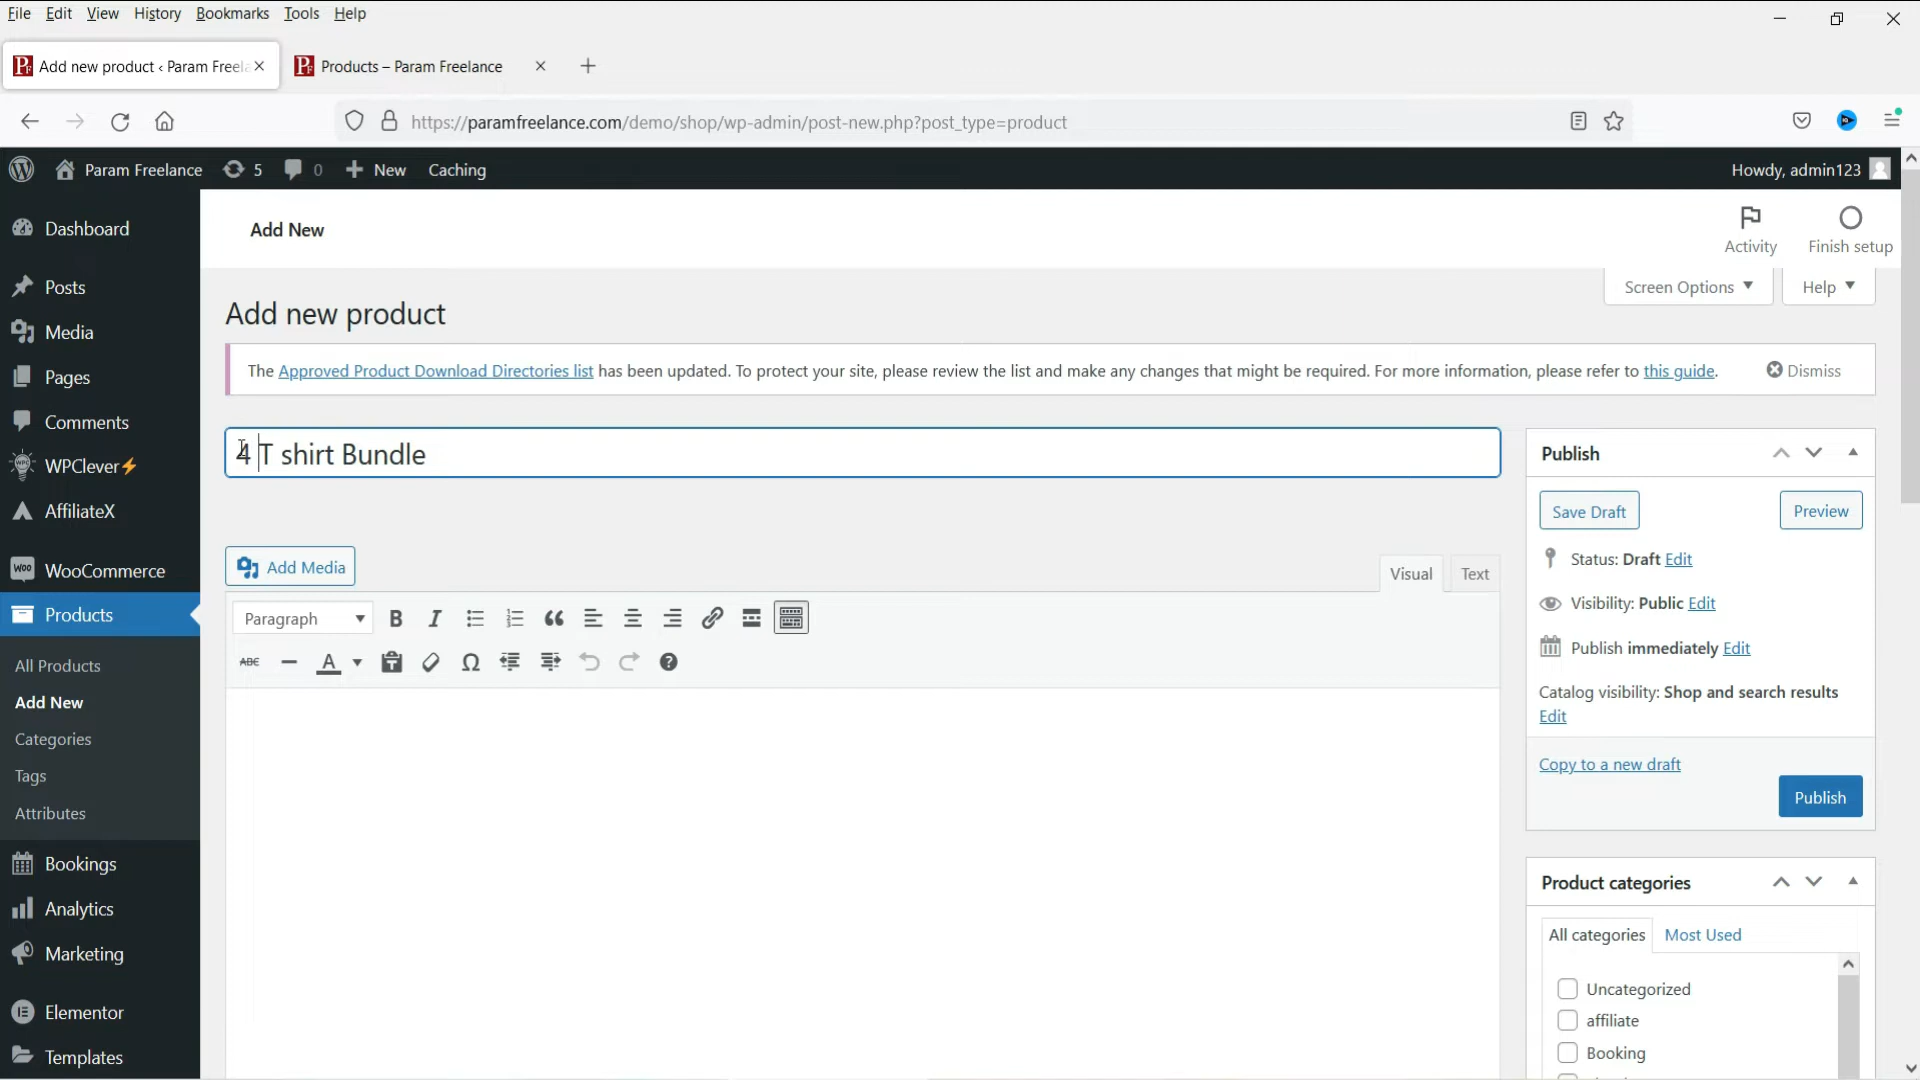 File Edit View History Bookmarks Tools Help
Add new product ‹ Param Freela
Products – Param Freelance
https://paramfreelance.com/demo/shop/wp-admin/post-new.php?post_type=product
Param Freelance 5 0 New Caching Howdy, admin123
Dashboard
Posts
Media
Pages
Comments
WPClever
AffiliateX
WooCommerce
Products
All Products
Add New
Categories
Tags
Attributes
Bookings
Analytics
Marketing
Elementor
Templates
Add New
Activity
Finish setup
Screen Options
Help
Add new product
The Approved Product Download Directories list has been updated. To protect your site, please review the list and make any changes that might be required. For more information, please refer to this guide.
Dismiss
4 T shirt Bundle
Add Media
Visual Text
Paragraph
Publish
Save Draft Preview
Status: Draft Edit
Visibility: Public Edit
Publish immediately Edit
Catalog visibility: Shop and search results
Edit
Copy to a new draft
Publish
Product categories
All categories Most Used
Uncategorized
affiliate
Booking